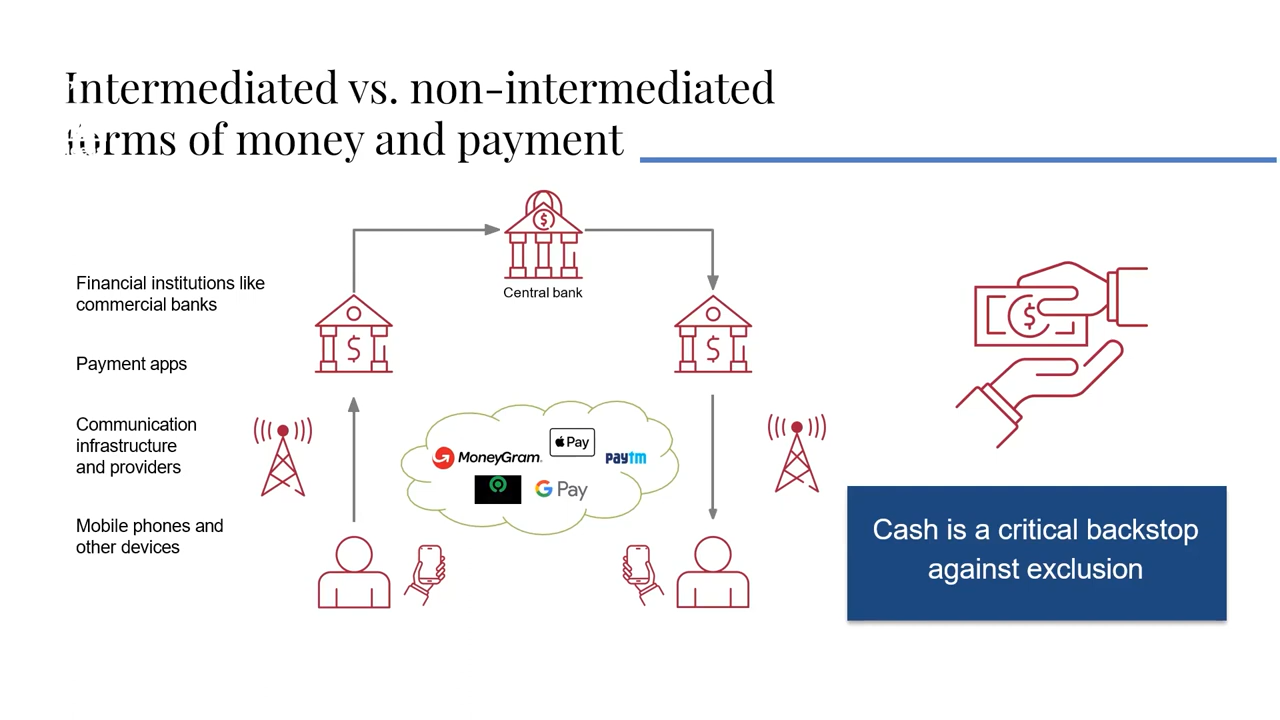 Intermediated vs. non-intermediated
forms of money and payment
Central bank
Financial institutions like
commercial banks
Payment apps
Communication
infrastructure
and providers
Mobile phones and
other devices
MoneyGram.
Pay
paytm
G Pay
Cash is a critical backstop
against exclusion